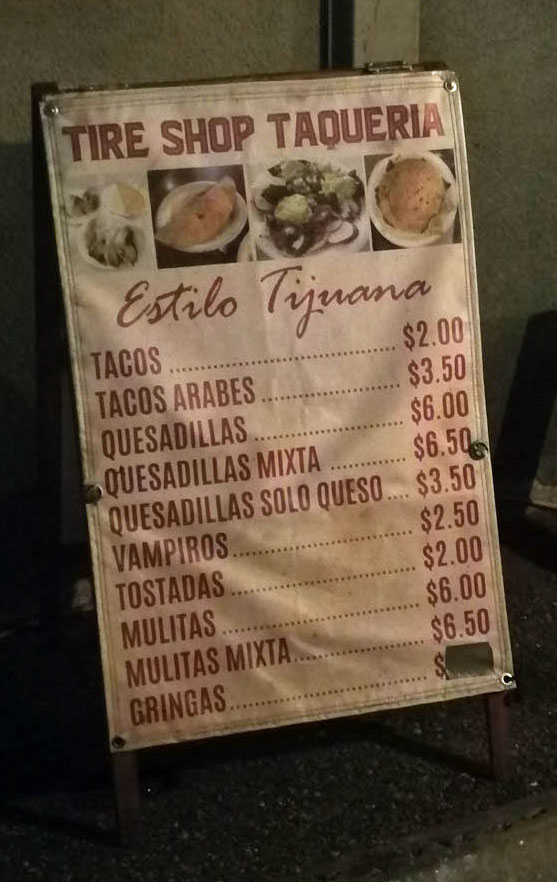 TIRE SHOP TAQUERIA
Estilo Tijuana
TACOS ........ $2.00
TACOS ARABES ........ $3.50
QUESADILLAS ........ $6.00
QUESADILLAS MIXTA ........ $6.50
QUESADILLAS SOLO QUESO .... $3.50
VAMPIROS ........ $2.50
TOSTADAS ........ $2.00
MULITAS ........ $6.00
MULITAS MIXTA ........ $6.50
GRINGAS ........ $